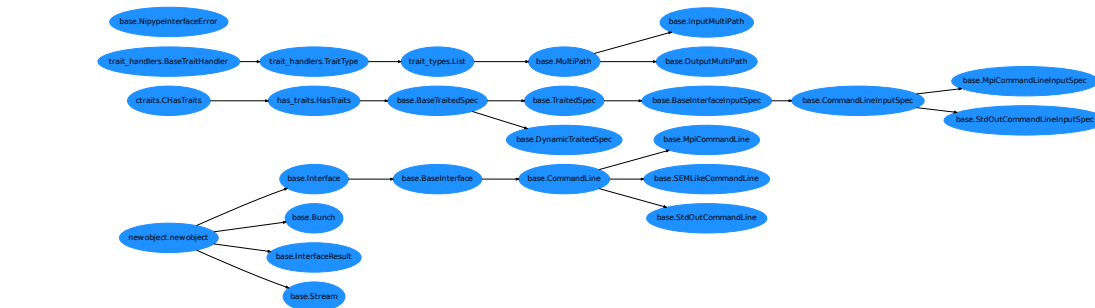 base.NipypeInterfaceError
base.InputMultiPath
trait_handlers.BaseTraitHandler
trait_handlers.TraitType
trait_types.List
base.MultiPath
base.OutputMultiPath
base.MpiCommandLineInputSpec
ctraits.CHasTraits
has_traits.HasTraits
base.BaseTraitedSpec
base.TraitedSpec
base.BaseInterfaceInputSpec
base.CommandLineInputSpec
base.StdOutCommandLineInputSpec
base.DynamicTraitedSpec
base.MpiCommandLine
base.Interface
base.BaseInterface
base.CommandLine
base.SEMLikeCommandLine
base.Bunch
base.StdOutCommandLine
newobject.newobject
base.InterfaceResult
base.Stream